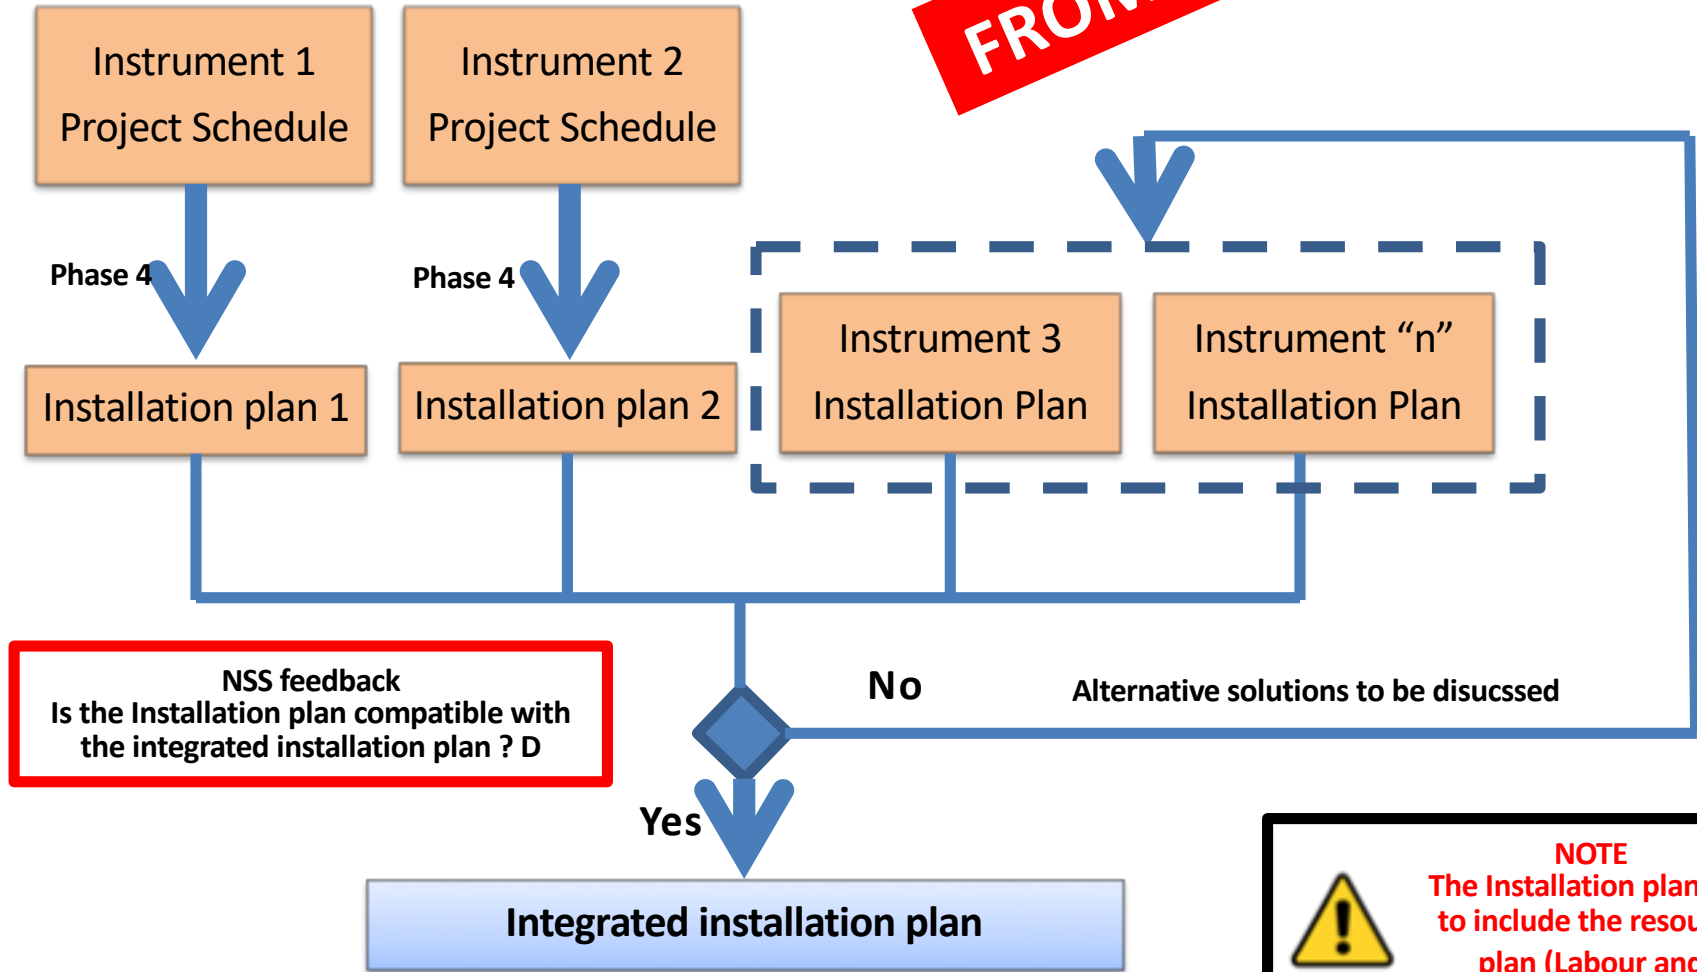 FROM
Instrument 1
Project Schedule
Instrument 2
Project Schedule
Phase 4
Phase 4
Instrument 3
Installation Plan
Instrument “n”
Installation Plan
Installation plan 1
Installation plan 2
NSS feedback
Is the Installation plan compatible with
the integrated installation plan ? D
No
Alternative solutions to be disucssed
Yes
Integrated installation plan
NOTE
The Installation plan
to include the
plan (Labour and